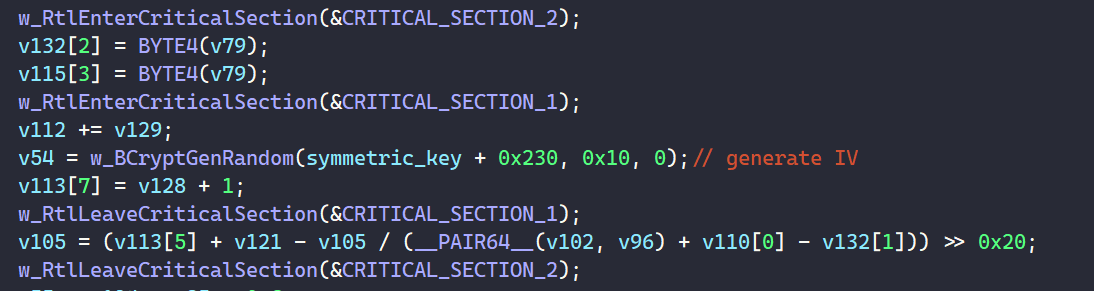 w_RtlEnterCriticalSection(&CRITICAL_SECTION_2);
v132[2] = BYTE4(v79);
v115[3] = BYTE4(v79);
w_RtlEnterCriticalSection(&CRITICAL_SECTION_1);
v112 += v129;
v54 = w_BCryptGenRandom(symmetric_key + 0x230, 0x10, 0);// generate IV
v113[7] = v128 + 1;
w_RtlLeaveCriticalSection(&CRITICAL_SECTION_1);
v105 = (v113[5] + v121 - v105 / (__PAIR64__(v102, v96) + v110[0] - v132[1])) >> 0x20;
w_RtlLeaveCriticalSection(&CRITICAL_SECTION_2);